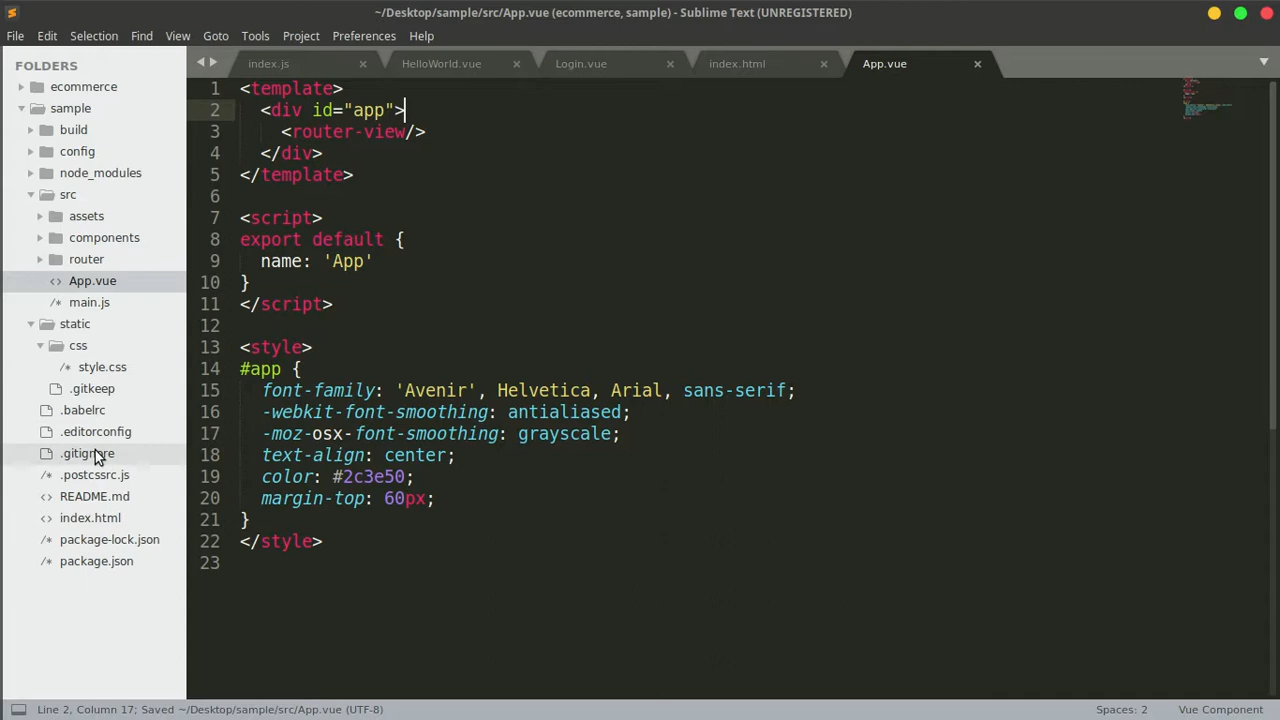 ~/Desktop/sample/src/App.vue (ecommerce, sample) - Sublime Text (UNREGISTERED)
File Edit Selection Find View Goto Tools Project Preferences Help
FOLDERS
ecommerce
sample
build
config
node_modules
src
assets
components
router
<> App.vue
/* main.js
static
css
/* style.css
.gitkeep
.babelrc
.editorconfig
.gitignore
/* .postcssrc.js
<> README.md
<> index.html
/* package-lock.json
/* package.json
index.js × HelloWorld.vue × Login.vue × index.html × App.vue ×
1 <template>
2   <div id="app">
3     <router-view/>
4   </div>
5 </template>
6
7 <script>
8 export default {
9   name: 'App'
10 }
11 </script>
12
13 <style>
14 #app {
15   font-family: 'Avenir', Helvetica, Arial, sans-serif;
16   -webkit-font-smoothing: antialiased;
17   -moz-osx-font-smoothing: grayscale;
18   text-align: center;
19   color: #2c3e50;
20   margin-top: 60px;
21 }
22 </style>
23
Line 2, Column 17; Saved ~/Desktop/sample/src/App.vue (UTF-8) Spaces: 2 Vue Component